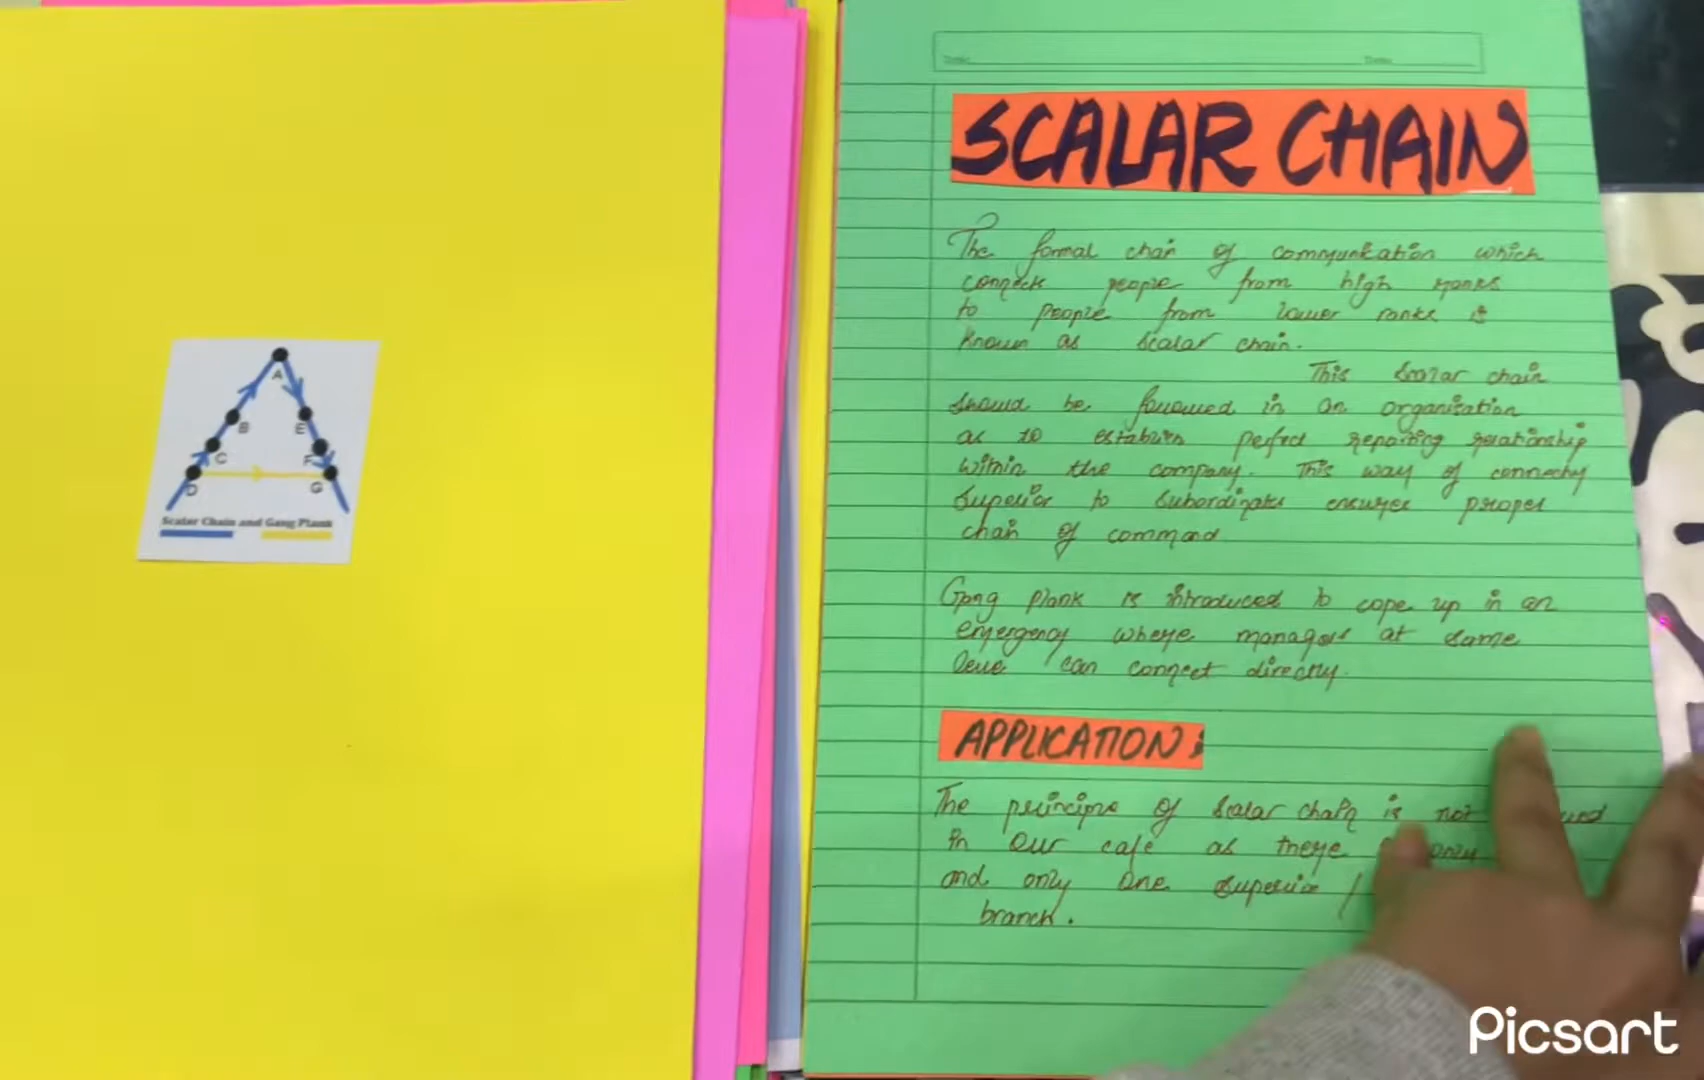 A
B
E
C
F
D
G
Scalar Chain and Gang Plank
SCALAR CHAIN
The formal chain of communication which
connects people from high ranks
to people from lower ranks is
known as scalar chain.
This scalar chain
should be followed in an organisation
as to establish perfect reporting relationship
within the company. This way of connecting
superior to subordinates ensures proper
chain of command
Gang plank is introduced to cope up in an
emergency where managers at same
level can connect directly.
APPLICATION:
The principle of scalar chain is not
in our cafe as there only
and only one superior /
branch.
Picsart